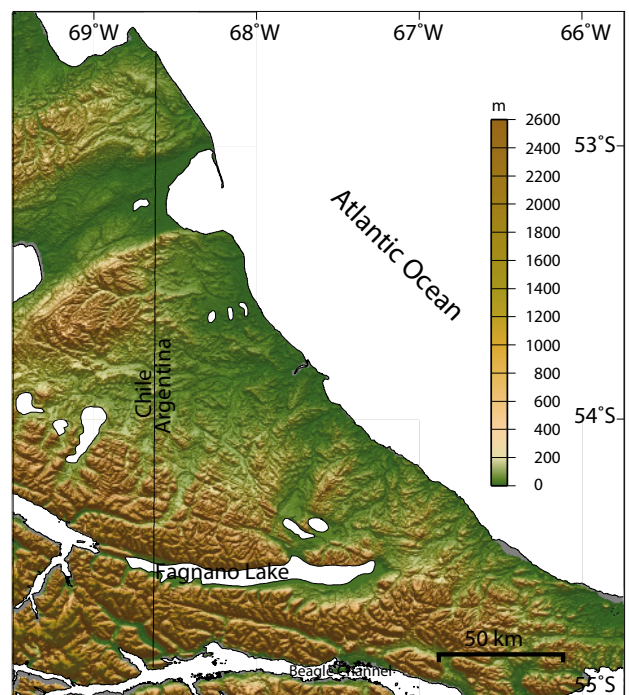 69˚W 68˚W 67˚W 66˚W
m
2600
2400
2200
2000
1800
1600
1400
1200
1000
800
600
400
200
0
53˚S
Atlantic Ocean
Chile
Argentina
54˚S
Fagnano Lake
50 km
Beagle Channel
55˚S